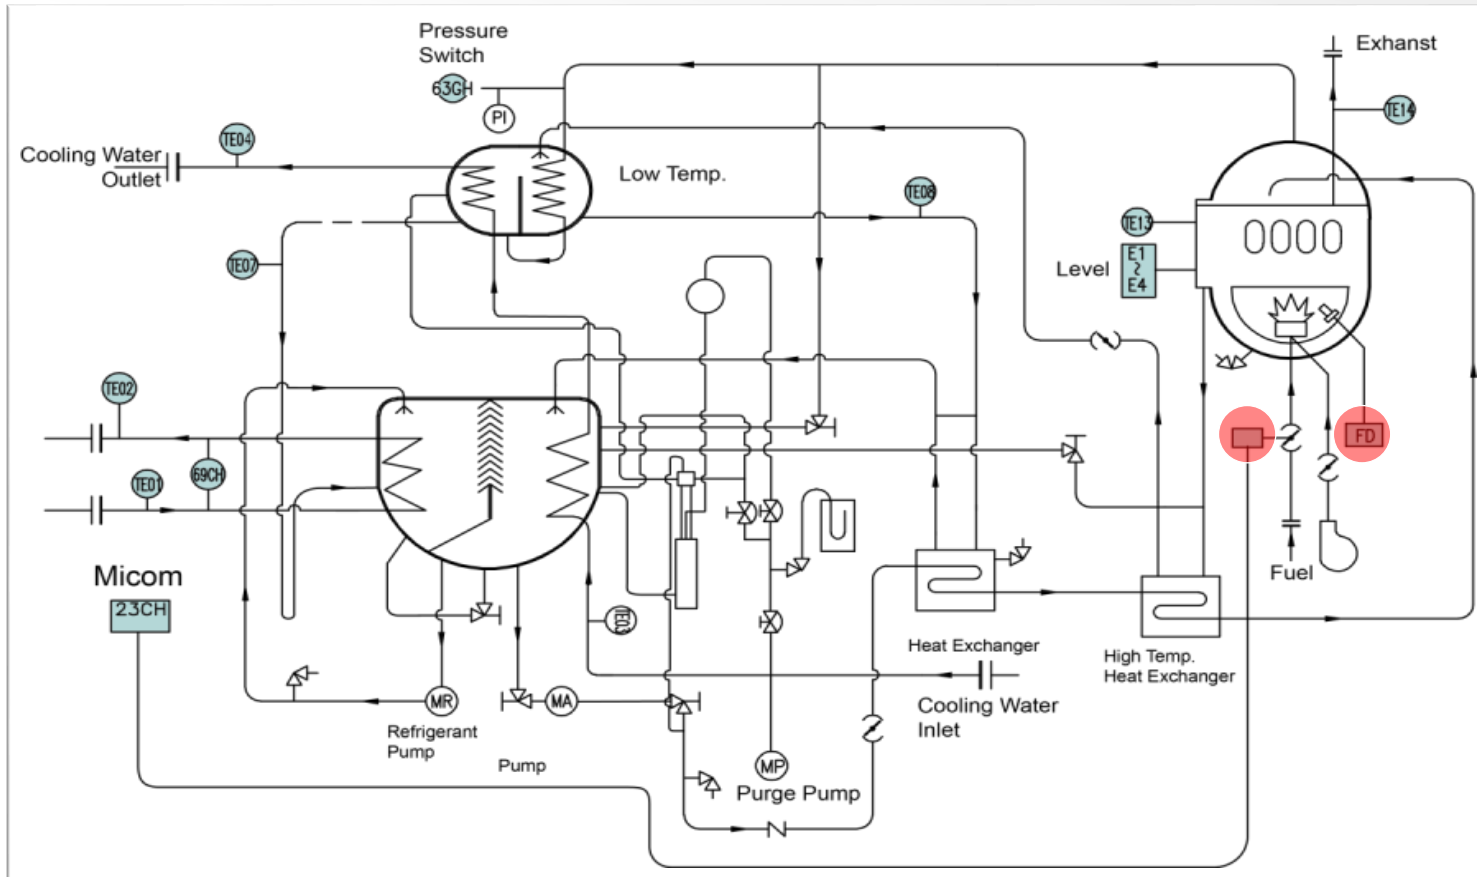 Pressure
Switch
63GH
PI
Exhanst
TE14
TE04
Cooling Water
Outlet
Low Temp.
TE08
TE13
Level
E1
~
E4
TE07
TE02
69CH
TE01
FD
Micom
23CH
Fuel
TE03
Heat Exchanger
High Temp.
Heat Exchanger
Cooling Water
Inlet
MR
MA
Refrigerant
Pump
Pump
MP
Purge Pump